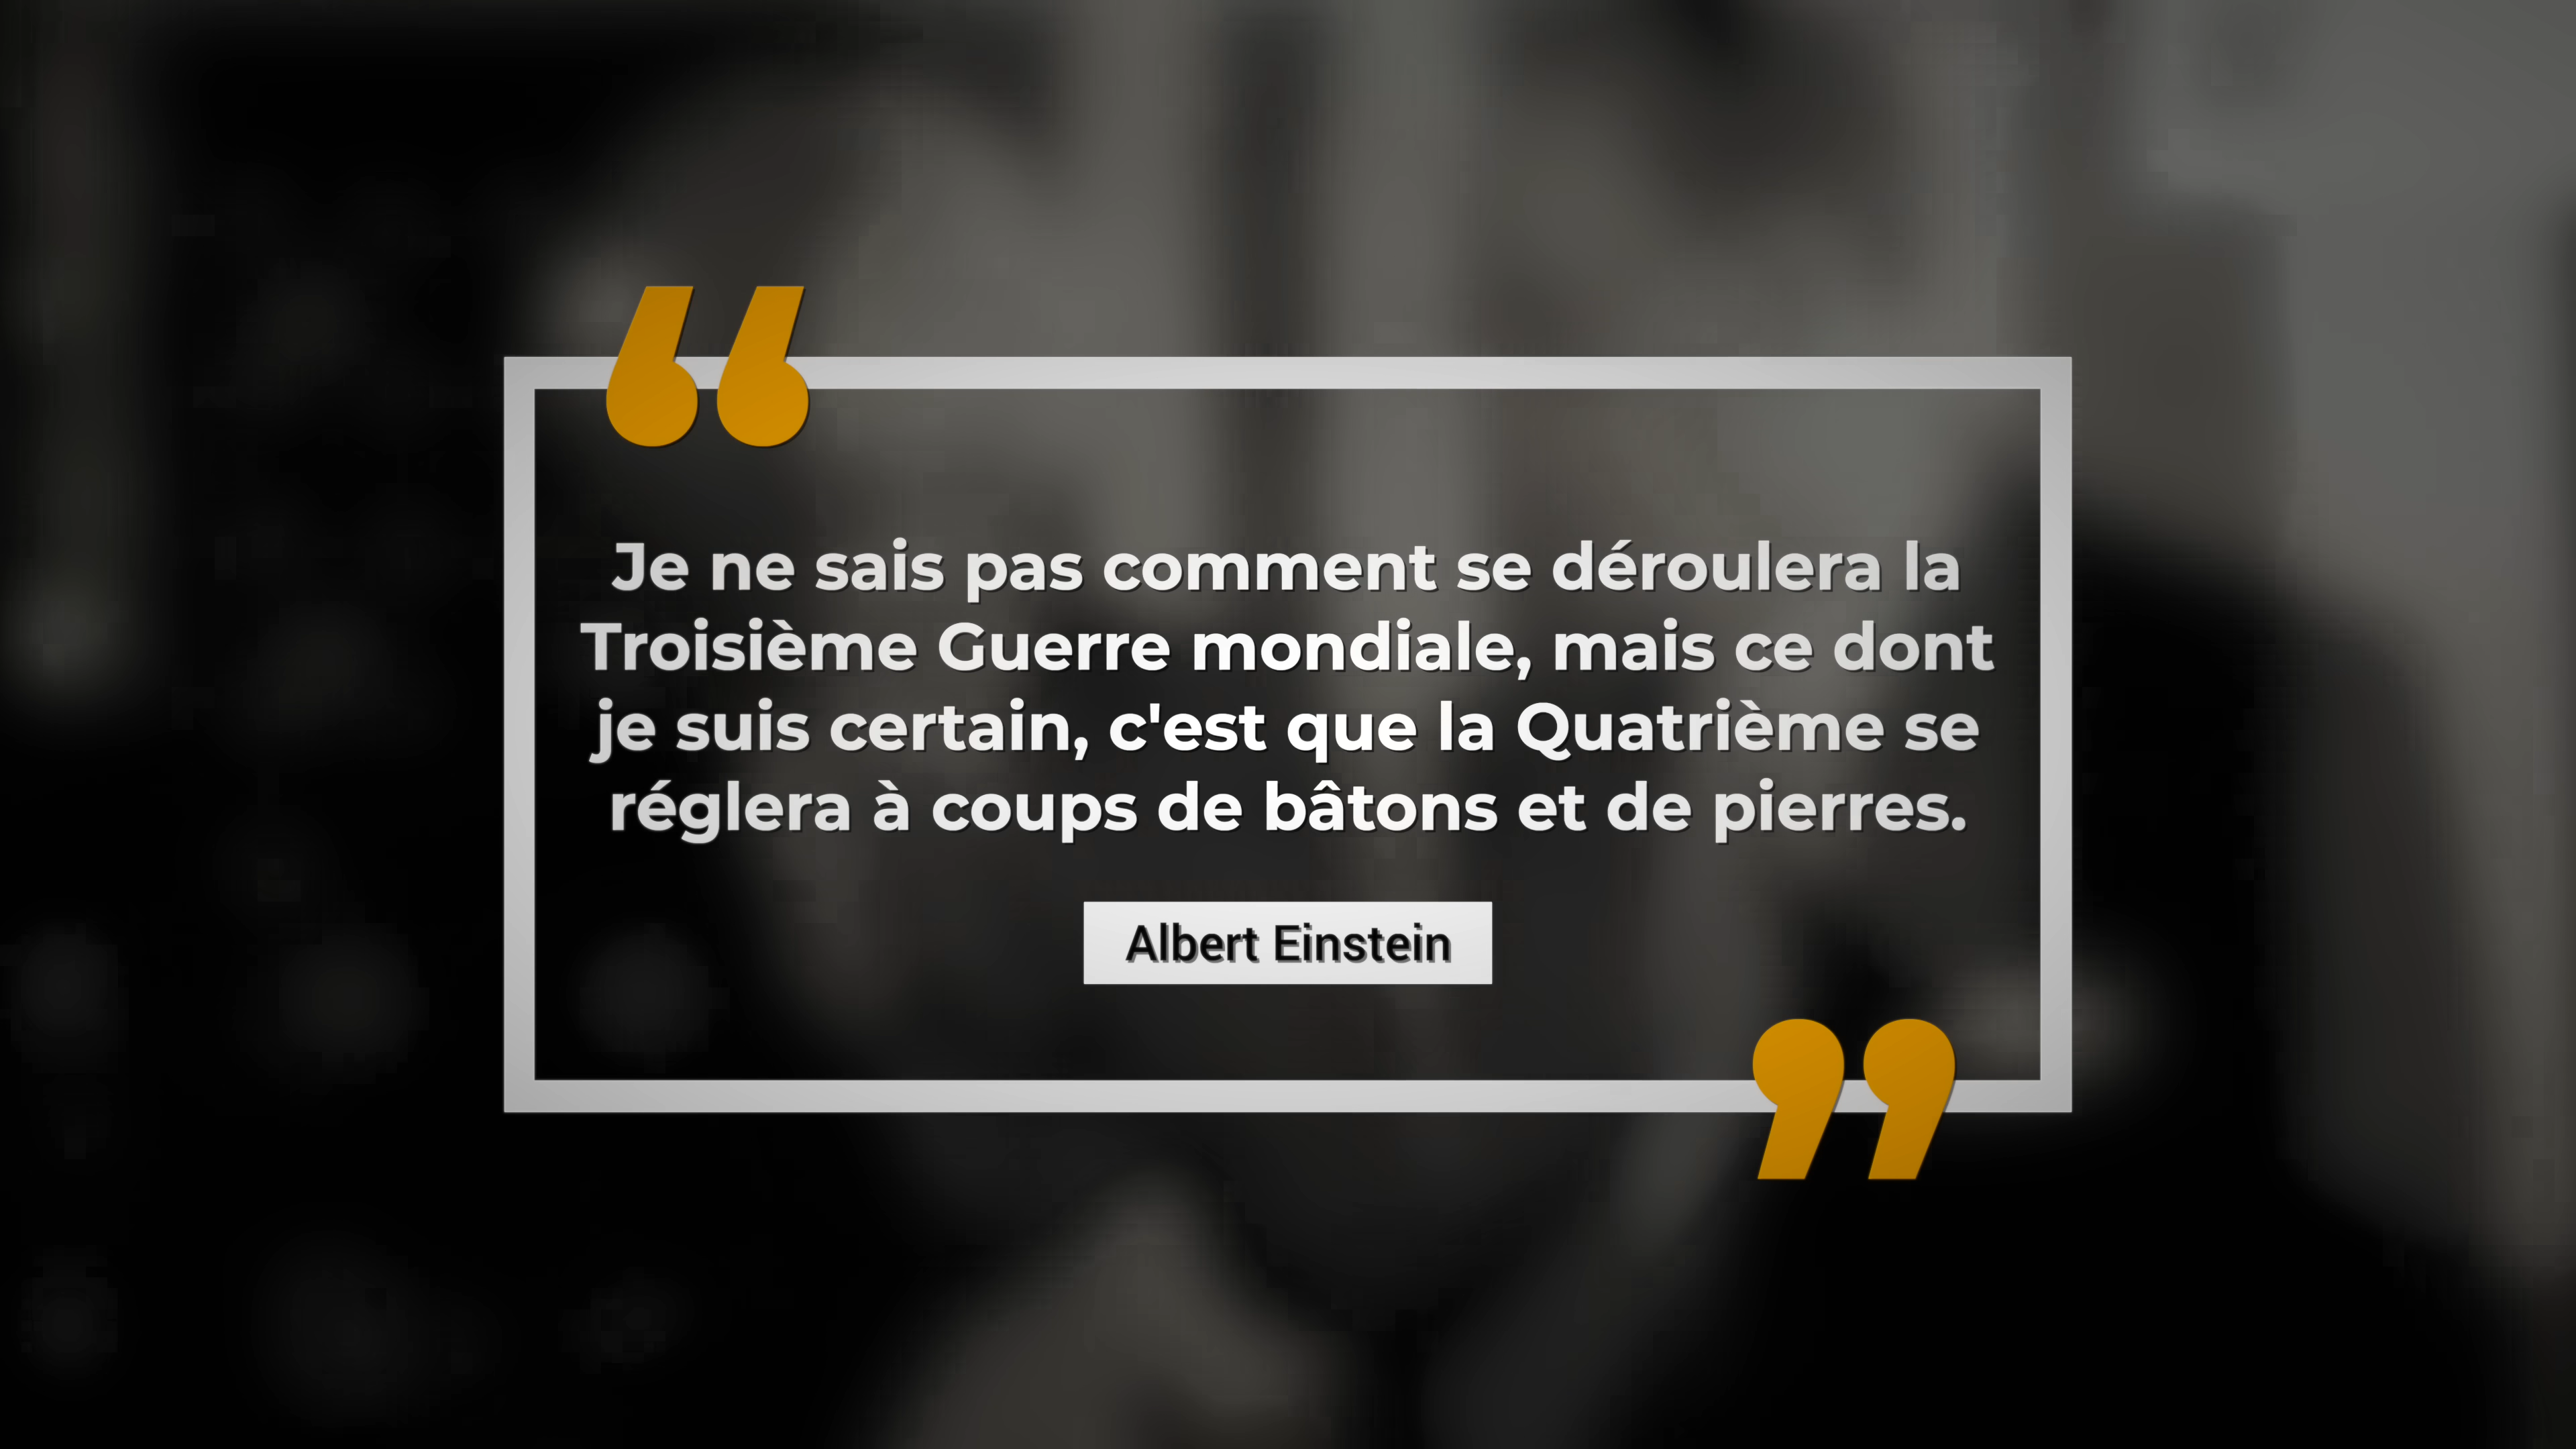 “
Je ne sais pas comment se déroulera la
Troisième Guerre mondiale, mais ce dont
je suis certain, c'est que la Quatrième se
réglera à coups de bâtons et de pierres.
Albert Einstein
”